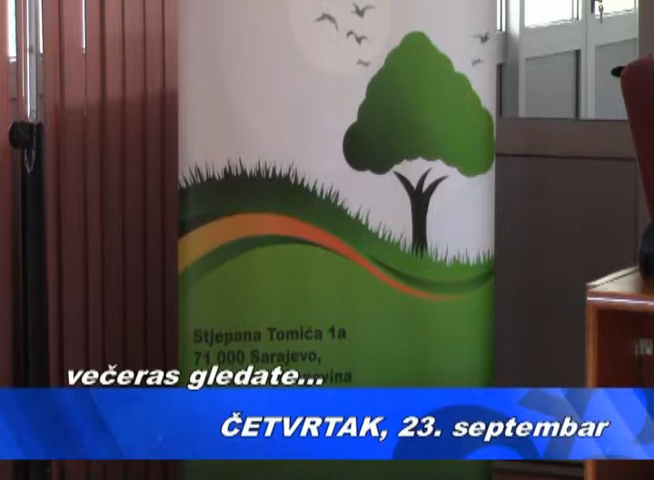 Stjepana Tomića 1a
71 000 Sarajevo,
večeras gledate...
ČETVRTAK, 23. septembar